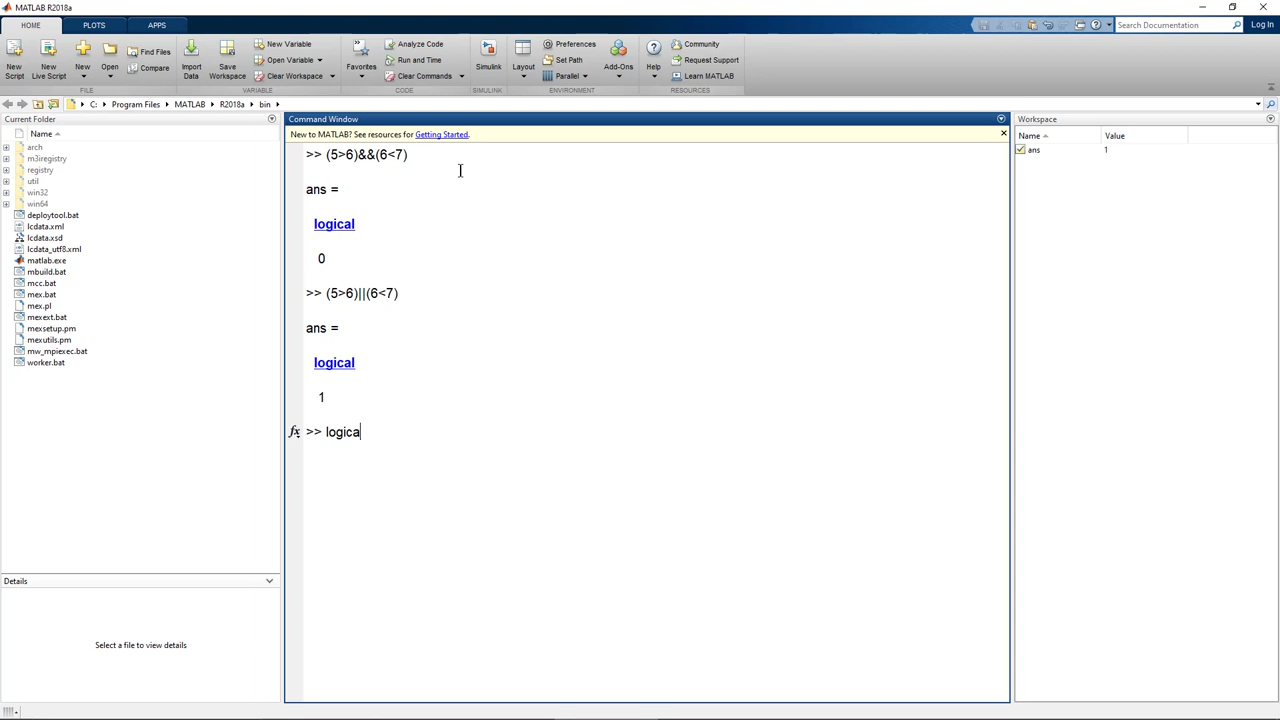 MATLAB R2018a
HOME
PLOTS
APPS
Search Documentation
Log In
New Script
New Live Script
New
Open
Find Files
Compare
Import Data
Save Workspace
New Variable
Open Variable
Clear Workspace
Favorites
Analyze Code
Run and Time
Clear Commands
Simulink
Layout
Preferences
Set Path
Parallel
Add-Ons
Help
Community
Request Support
Learn MATLAB
FILE
VARIABLE
CODE
SIMULINK
ENVIRONMENT
RESOURCES
C: Program Files MATLAB R2018a bin
Current Folder
Name
arch
m3iregistry
registry
util
win32
win64
deploytool.bat
lcdata.xml
lcdata.xsd
lcdata_utf8.xml
matlab.exe
mbuild.bat
mcc.bat
mex.bat
mex.pl
mexext.bat
mexsetup.pm
mexutils.pm
mw_mpiexec.bat
worker.bat
Details
Select a file to view details
Command Window
New to MATLAB? See resources for Getting Started.
>> (5>6)&&(6<7)
ans =
logical
0
>> (5>6)||(6<7)
ans =
logical
1
fx >> logica
Workspace
Name Value
ans 1